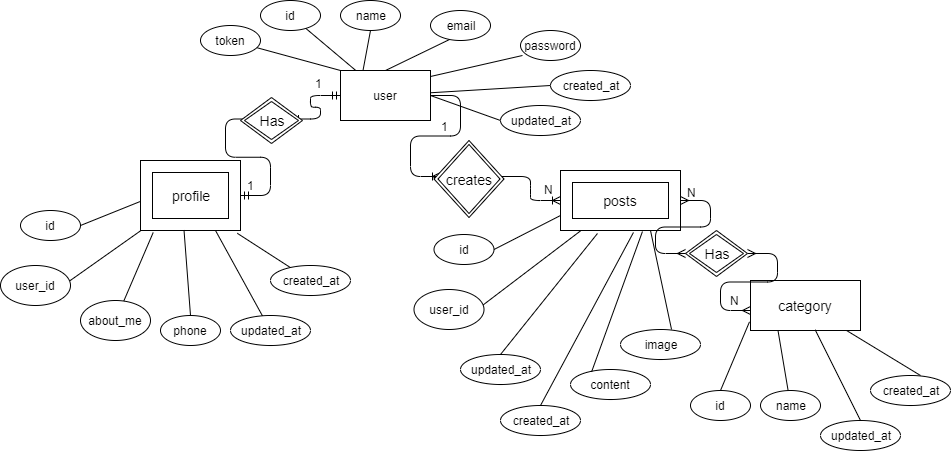 id
name
email
token
password
user
created_at
updated_at
1
Has
1
creates
1
profile
id
user_id
about_me
phone
updated_at
created_at
N
posts
N
id
user_id
updated_at
created_at
content
image
Has
N
category
id
name
updated_at
created_at